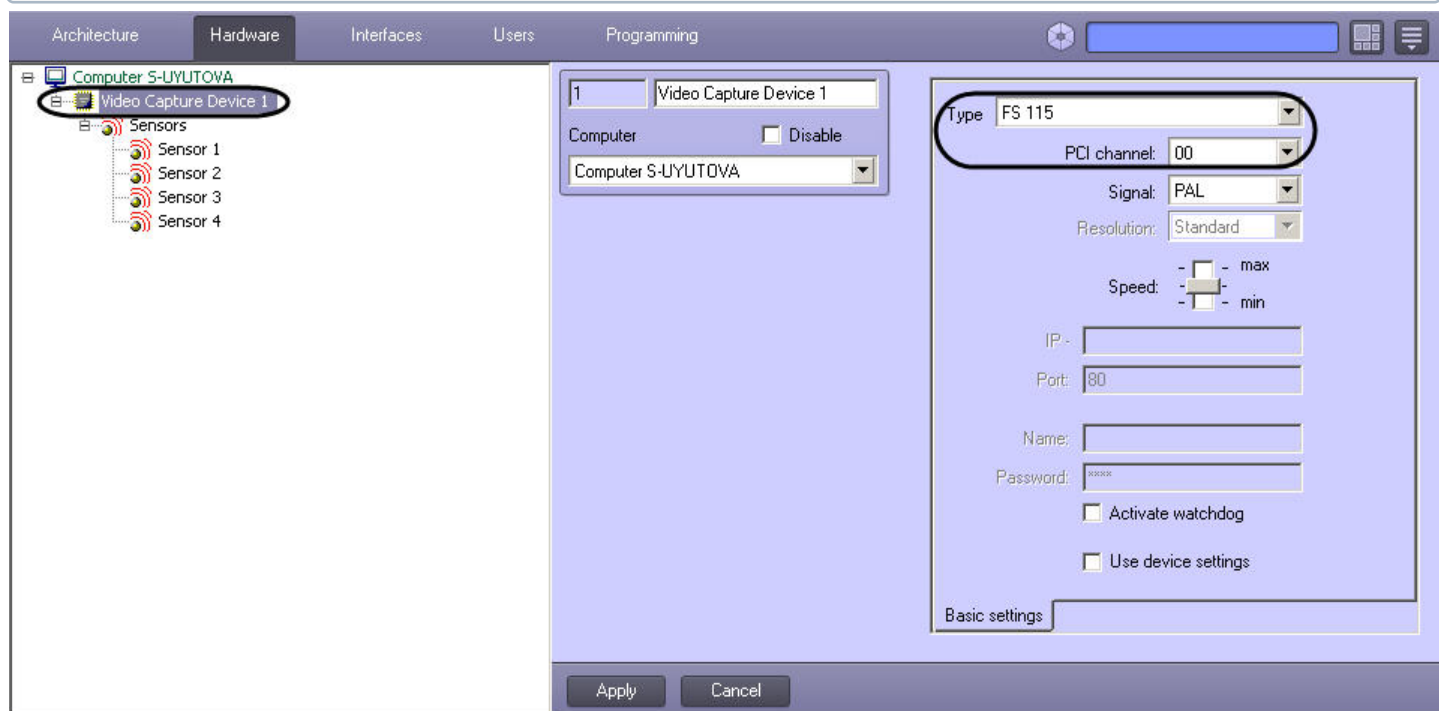 Architecture Hardware Interfaces Users Programming
Computer S-UYUTOVA
Video Capture Device 1
Sensors
Sensor 1
Sensor 2
Sensor 3
Sensor 4
1 Video Capture Device 1
Computer Disable
Computer S-UYUTOVA
Type FS 115
PCI channel: 00
Signal: PAL
Resolution: Standard
- - max
Speed: - -
- - min
IP -
Port: 80
Name:
Password: ****
Activate watchdog
Use device settings
Basic settings
Apply Cancel